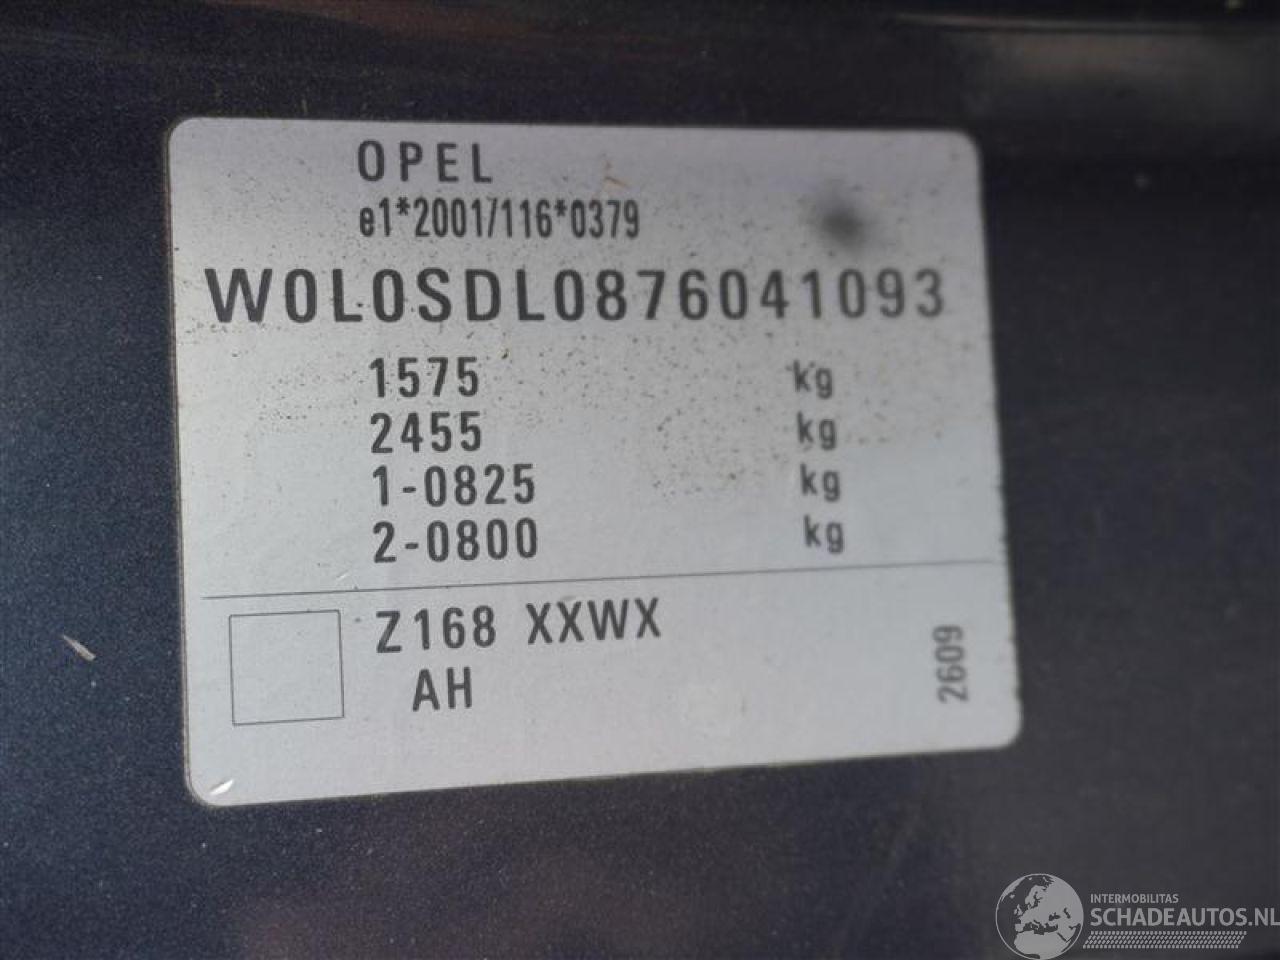 OPEL
e1*2001/116*0379
W0L0SDL0876041093
1575 kg
2455 kg
1-0825 kg
2-0800 kg
Z168 XXWX
AH
2609
INTERMOBILITAS
SCHADEAUTOS.NL